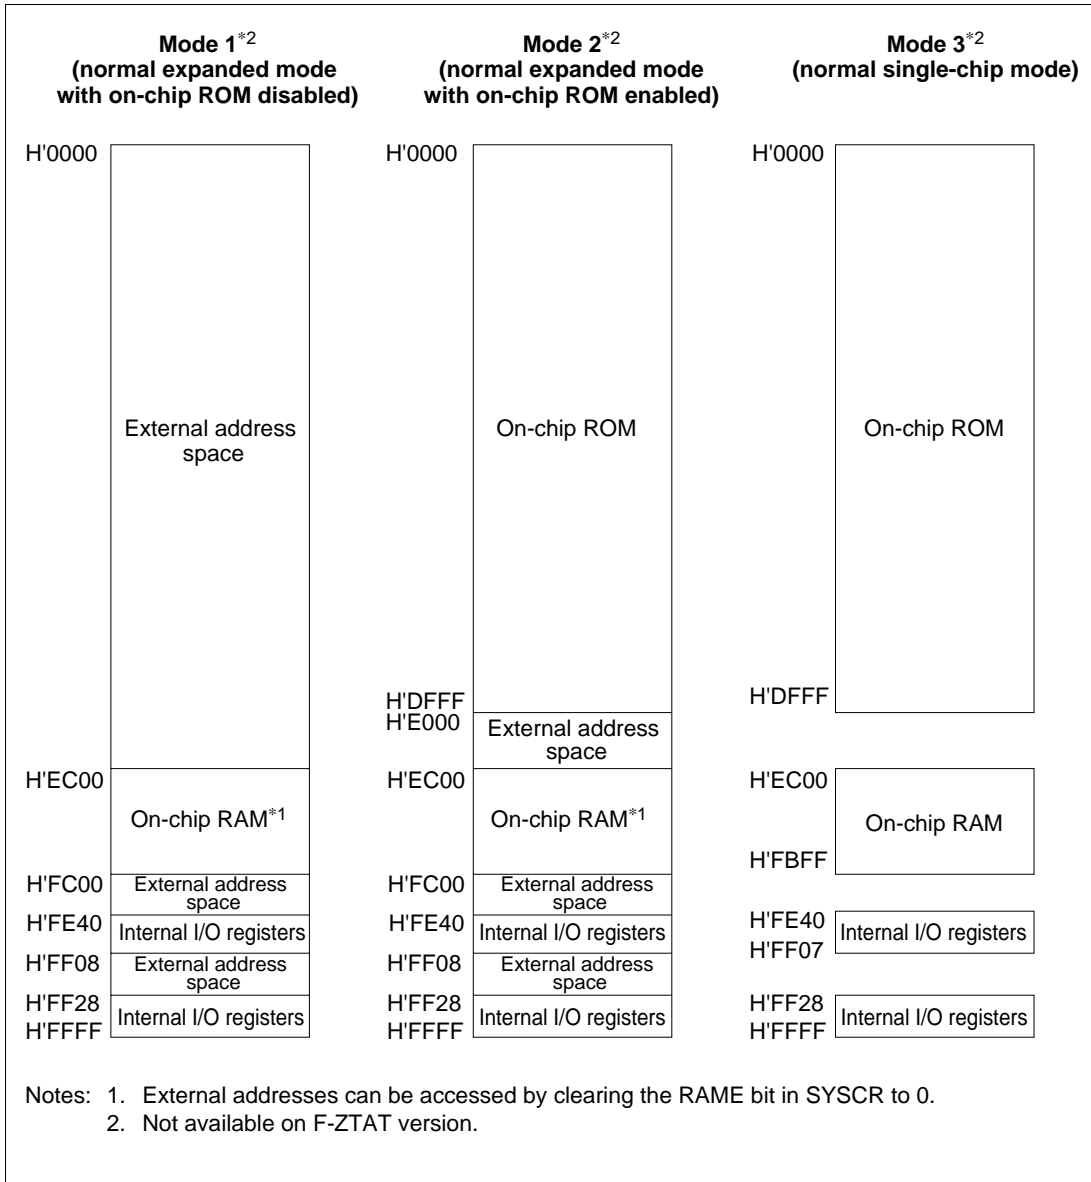 Mode 1*2
(normal expanded mode
with on-chip ROM disabled)
H'0000
External address
space
H'EC00
On-chip RAM*1
H'FC00
External address
space
H'FE40
Internal I/O registers
H'FF08
External address
space
H'FF28
Internal I/O registers
H'FFFF
Mode 2*2
(normal expanded mode
with on-chip ROM enabled)
H'0000
On-chip ROM
H'DFFF
H'E000
External address
space
H'EC00
On-chip RAM*1
H'FC00
External address
space
H'FE40
Internal I/O registers
H'FF08
External address
space
H'FF28
Internal I/O registers
H'FFFF
Mode 3*2
(normal single-chip mode)
H'0000
On-chip ROM
H'DFFF
H'EC00
On-chip RAM
H'FBFF
H'FE40
Internal I/O registers
H'FF07
H'FF28
Internal I/O registers
H'FFFF
Notes: 1. External addresses can be accessed by clearing the RAME bit in SYSCR to 0.
2. Not available on F-ZTAT version.